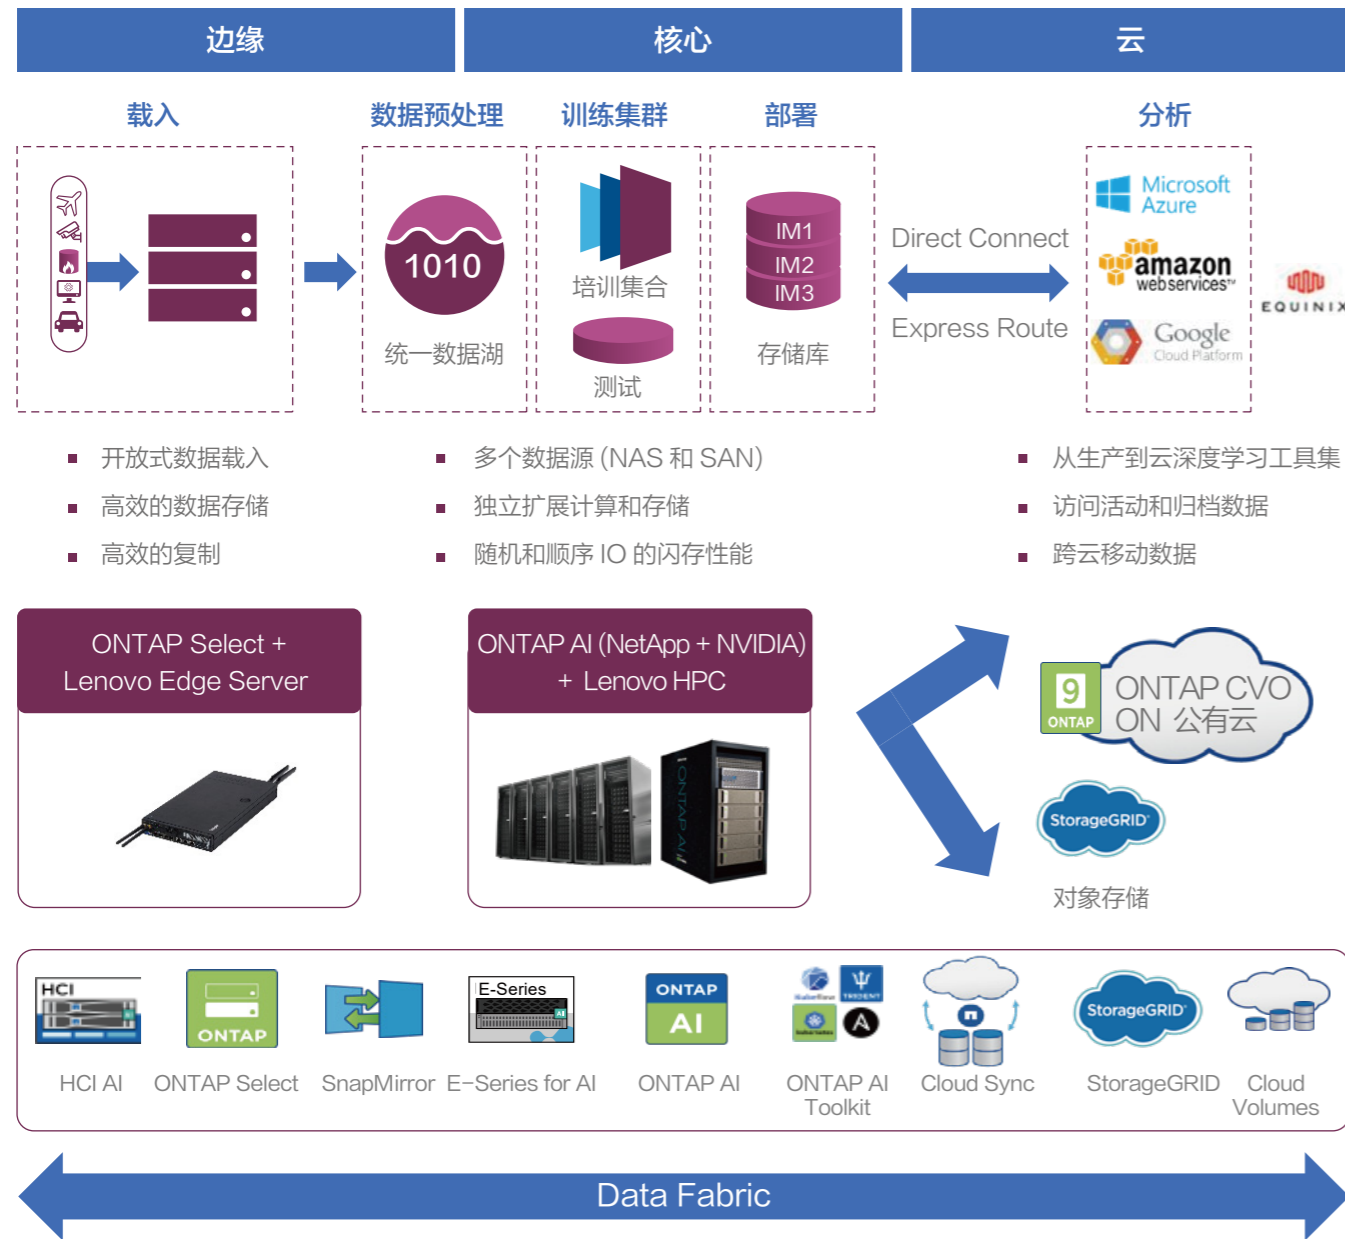 边缘
核心
云
载入
数据预处理
训练集群
部署
分析
1010
统一数据湖
培训集合
测试
IM1
IM2
IM3
存储库
Direct Connect
Express Route
Microsoft
Azure
amazon
webservices™
Google
Cloud Platform
EQUINIX
开放式数据载入
高效的数据存储
高效的复制
多个数据源 (NAS 和 SAN)
独立扩展计算和存储
随机和顺序 IO 的闪存性能
从生产到云深度学习工具集
访问活动和归档数据
跨云移动数据
ONTAP Select +
Lenovo Edge Server
ONTAP AI (NetApp + NVIDIA)
+ Lenovo HPC
ONTAP AI
9
ONTAP
ONTAP CVO
ON 公有云
StorageGRID
对象存储
HCI
AI
ONTAP
E-Series
AI
ONTAP
AI
TRIDENT
A
n
StorageGRID
HCI AI
ONTAP Select
SnapMirror
E-Series for AI
ONTAP AI
ONTAP AI
Toolkit
Cloud Sync
StorageGRID
Cloud
Volumes
Data Fabric